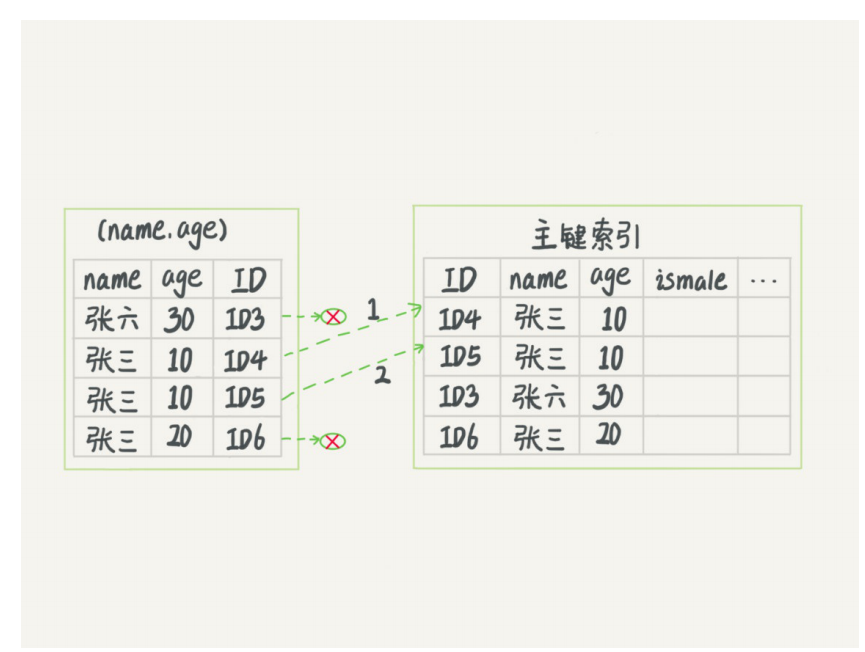 (name.age)
name age ID
张六 30 ID3
张三 10 ID4
张三 10 ID5
张三 20 ID6
1
2
主键索引
ID name age ismale ...
ID4 张三 10
ID5 张三 10
ID3 张六 30
ID6 张三 20